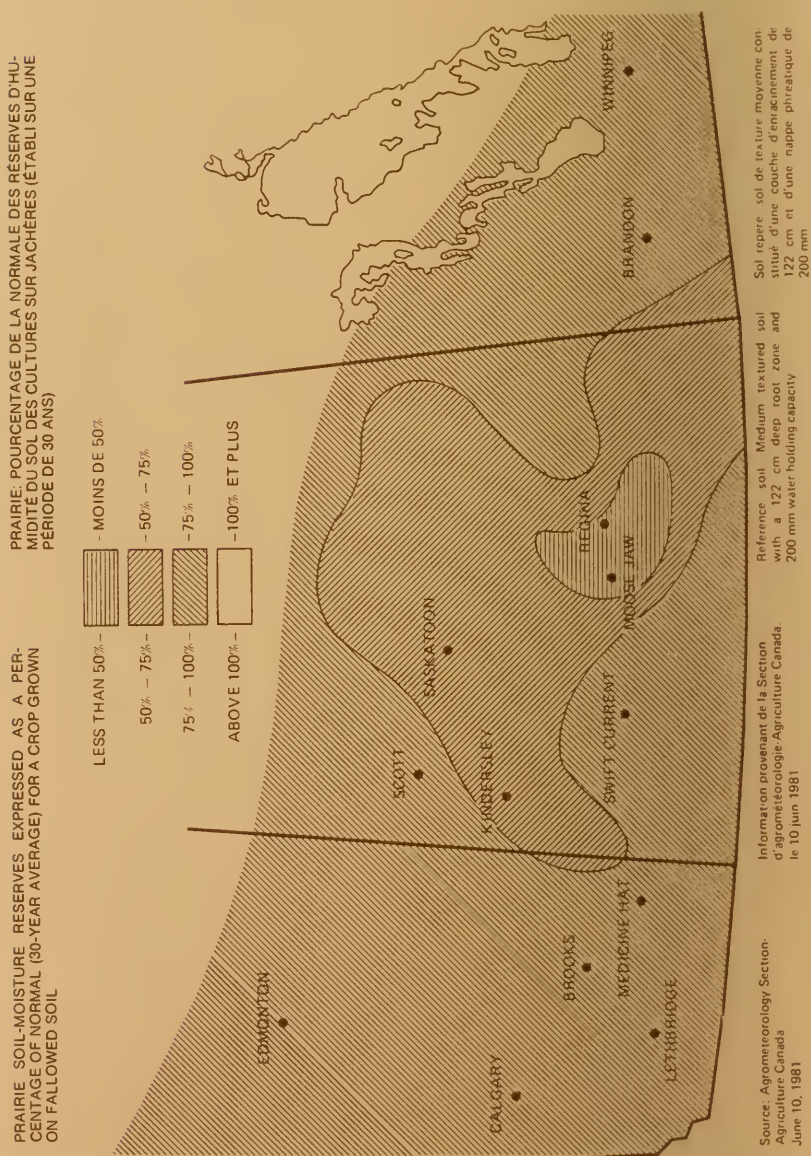 PRAIRIE SOIL-MOISTURE RESERVES EXPRESSED AS A PER-
CENTAGE OF NORMAL (30-YEAR AVERAGE) FOR A CROP GROWN
ON FALLOWED SOIL
PRAIRIE: POURCENTAGE DE LA NORMALE DES RÉSERVES D'HU-
MIDITÉ DU SOL DES CULTURES SUR JACHÈRES (ÉTABLI SUR UNE
PÉRIODE DE 30 ANS)
LESS THAN 50% - - MOINS DE 50%
50% - 75% - - 50% - 75%
75% - 100% - - 75% - 100%
ABOVE 100% - - 100% ET PLUS
EDMONTON
CALGARY
BROOKS
MEDICINE HAT
LETHBRIDGE
SCOTT
KINDERSLEY
SASKATOON
SWIFT CURRENT
MOOSE JAW
REGINA
BRANDON
WINNIPEG
Source: Agrometeorology Section-
Agriculture Canada
June 10, 1981
Information provenant de la Section
d'agrométéorologie-Agriculture Canada
le 10 juin 1981
Reference soil Medium textured soil
with a 122 cm deep root zone and
200 mm water holding capacity
Sol repere sol de texture moyenne con-
stitué d'une couche d'enracinement de
122 cm et d'une nappe phreatique de
200 mm